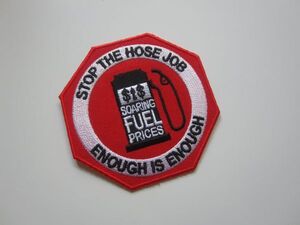 STOP THE HOSE JOB
$$$
SOARING
FUEL
PRICES
ENOUGH IS ENOUGH